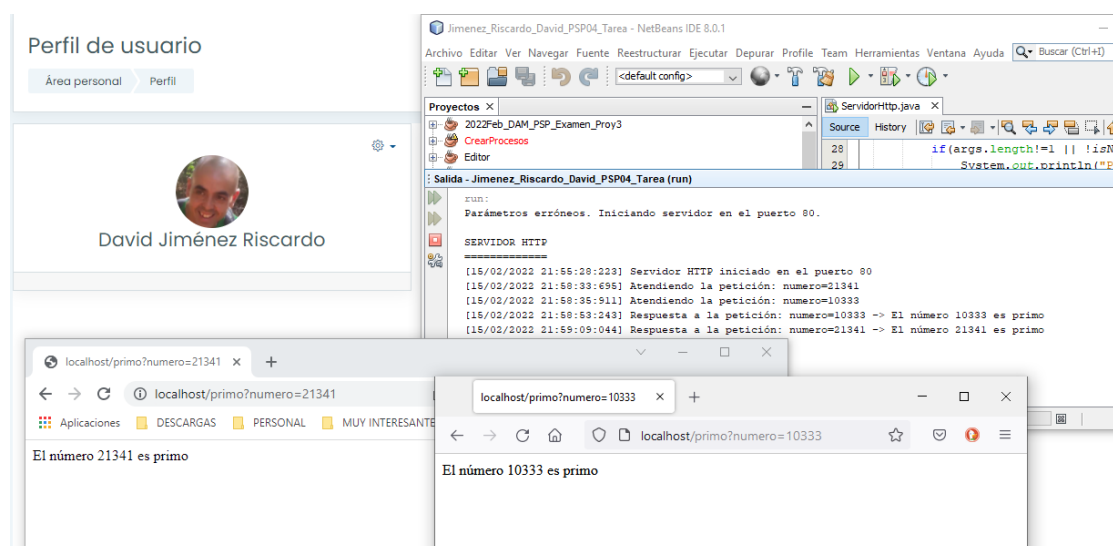 Perfil de usuario
Área personal
Perfil
David Jiménez Riscardo
Jimenez_Riscardo_David_PSP04_Tarea - NetBeans IDE 8.0.1
Archivo Editar Ver Navegar Fuente Reestructurar Ejecutar Depurar Profile Team Herramientas Ventana Ayuda Buscar (Ctrl+I)
<default config>
Proyectos
ServidorHttp.java
2022Feb_DAM_PSP_Examen_Proy3
CrearProcesos
Editor
Source History
28 if(args.length!=1 || !isN
29 System.out.println("P
Salida - Jimenez_Riscardo_David_PSP04_Tarea (run)
run:
Parámetros erróneos. Iniciando servidor en el puerto 80.
SERVIDOR HTTP
=============
[15/02/2022 21:55:28:223] Servidor HTTP iniciado en el puerto 80
[15/02/2022 21:58:33:695] Atendiendo la petición: numero=21341
[15/02/2022 21:58:35:911] Atendiendo la petición: numero=10333
[15/02/2022 21:58:53:243] Respuesta a la petición: numero=10333 -> El número 10333 es primo
[15/02/2022 21:59:09:044] Respuesta a la petición: numero=21341 -> El número 21341 es primo
localhost/primo?numero=21341
localhost/primo?numero=21341
Aplicaciones DESCARGAS PERSONAL MUY INTERESANTE
El número 21341 es primo
localhost/primo?numero=10333
localhost/primo?numero=10333
El número 10333 es primo